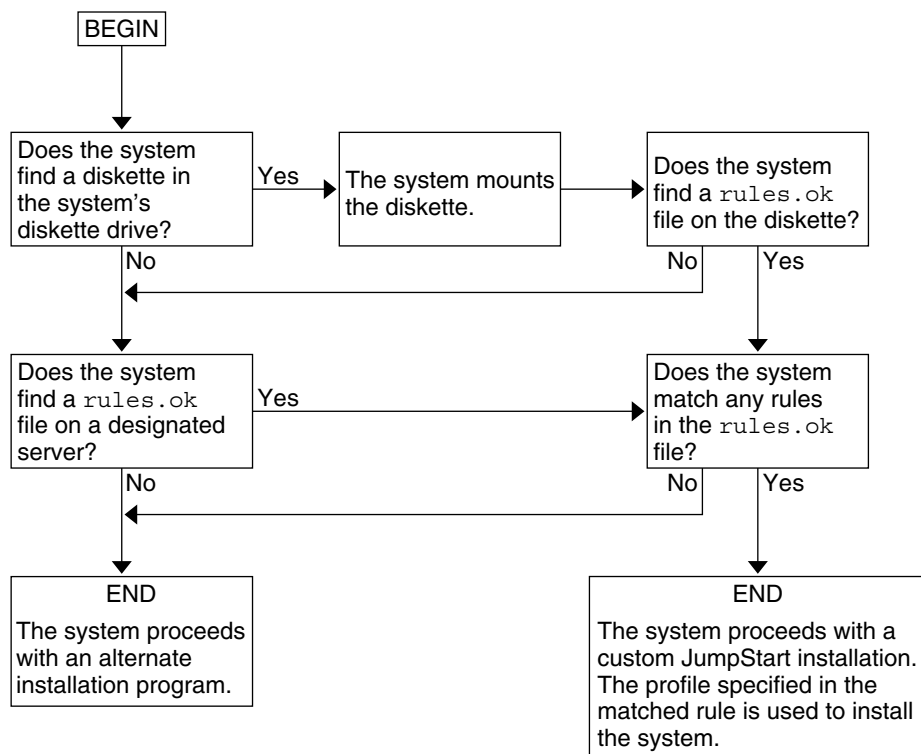 BEGIN
Does the system
find a diskette in
the system's
diskette drive?
Yes
The system mounts
the diskette.
Does the system
find a rules.ok
file on the diskette?
No
No
Yes
Does the system
find a rules.ok
file on a designated
server?
Yes
Does the system
match any rules
in the rules.ok
file?
No
No
Yes
END
The system proceeds
with an alternate
installation program.
END
The system proceeds with a
custom JumpStart installation.
The profile specified in the
matched rule is used to install
the system.